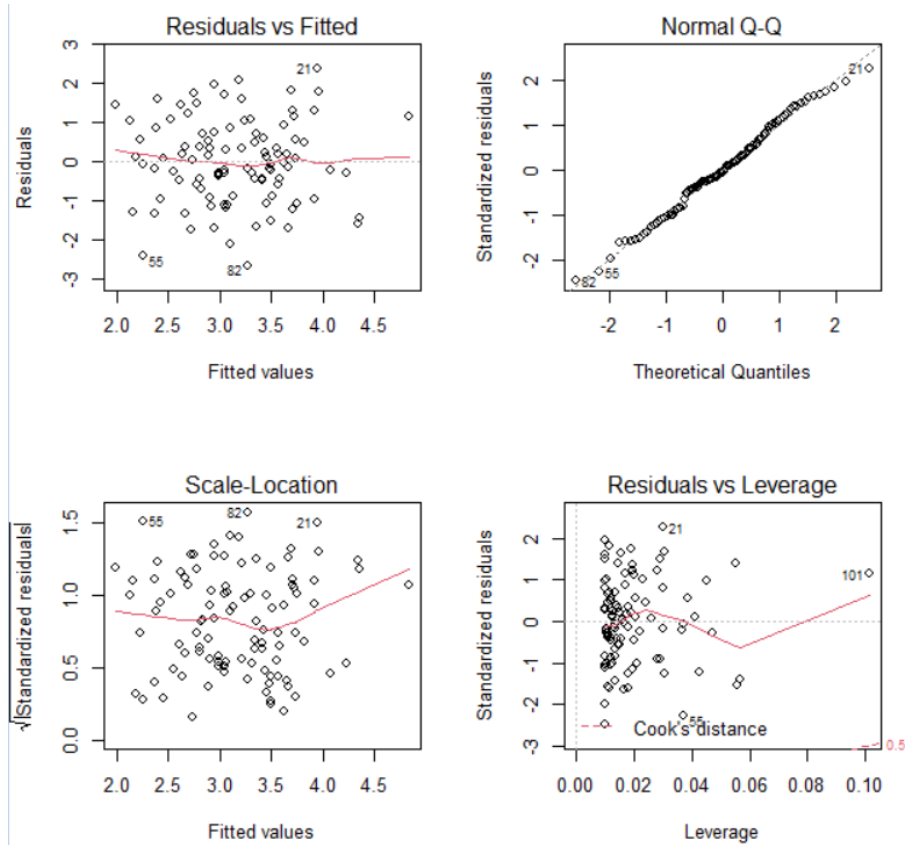 Residuals vs Fitted
Residuals
3
2
1
0
-1
-2
-3
21
55
82
2.0 2.5 3.0 3.5 4.0 4.5
Fitted values
Normal Q-Q
Standardized residuals
2
1
0
-1
-2
21
55
82
-2 -1 0 1 2
Theoretical Quantiles
Scale-Location
√|Standardized residuals|
1.5
1.0
0.5
0.0
55
82
21
2.0 2.5 3.0 3.5 4.0 4.5
Fitted values
Residuals vs Leverage
Standardized residuals
2
1
0
-1
-2
-3
21
101
55
Cook's distance
0.5
0.00 0.02 0.04 0.06 0.08 0.10
Leverage